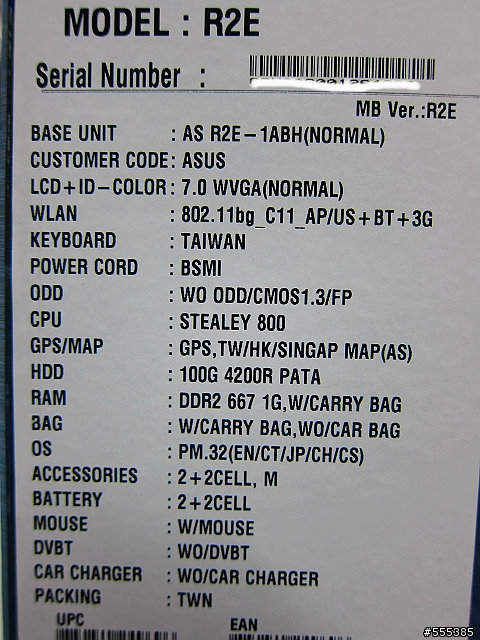 MODEL : R2E
Serial Number :
MB Ver.:R2E
BASE UNIT : AS R2E-1ABH(NORMAL)
CUSTOMER CODE: ASUS
LCD+ID-COLOR: 7.0 WVGA(NORMAL)
WLAN : 802.11bg_C11_AP/US+BT+3G
KEYBOARD : TAIWAN
POWER CORD : BSMI
ODD : WO ODD/CMOS1.3/FP
CPU : STEALEY 800
GPS/MAP : GPS,TW/HK/SINGAP MAP(AS)
HDD : 100G 4200R PATA
RAM : DDR2 667 1G,W/CARRY BAG
BAG : W/CARRY BAG,WO/CAR BAG
OS : PM.32(EN/CT/JP/CH/CS)
ACCESSORIES : 2+2CELL, M
BATTERY : 2+2CELL
MOUSE : W/MOUSE
DVBT : WO/DVBT
CAR CHARGER : WO/CAR CHARGER
PACKING : TWN
UPC EAN
#555385